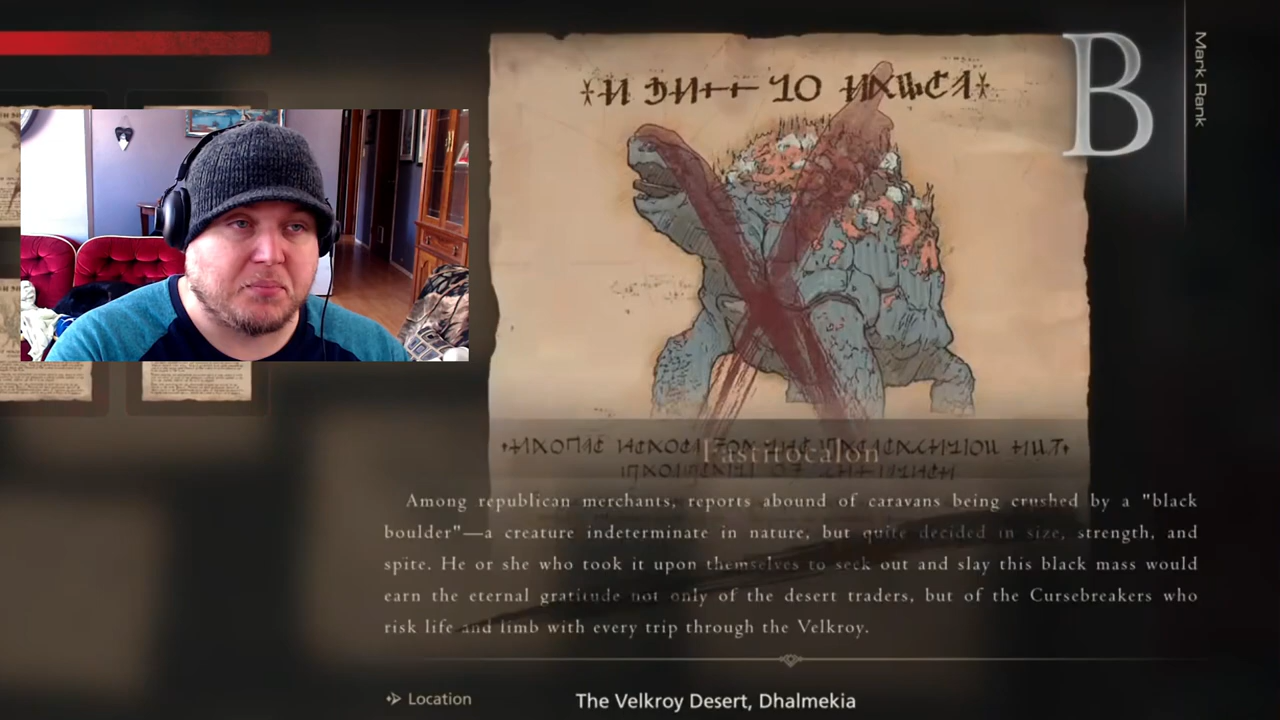 B
Mark Rank
Fastitocalon
Among republican merchants, reports abound of caravans being crushed by a "black
boulder"—a creature indeterminate in nature, but quite decided in size, strength, and
spite. He or she who took it upon themselves to seek out and slay this black mass would
earn the eternal gratitude not only of the desert traders, but of the Cursebreakers who
risk life and limb with every trip through the Velkroy.
Location
The Velkroy Desert, Dhalmekia